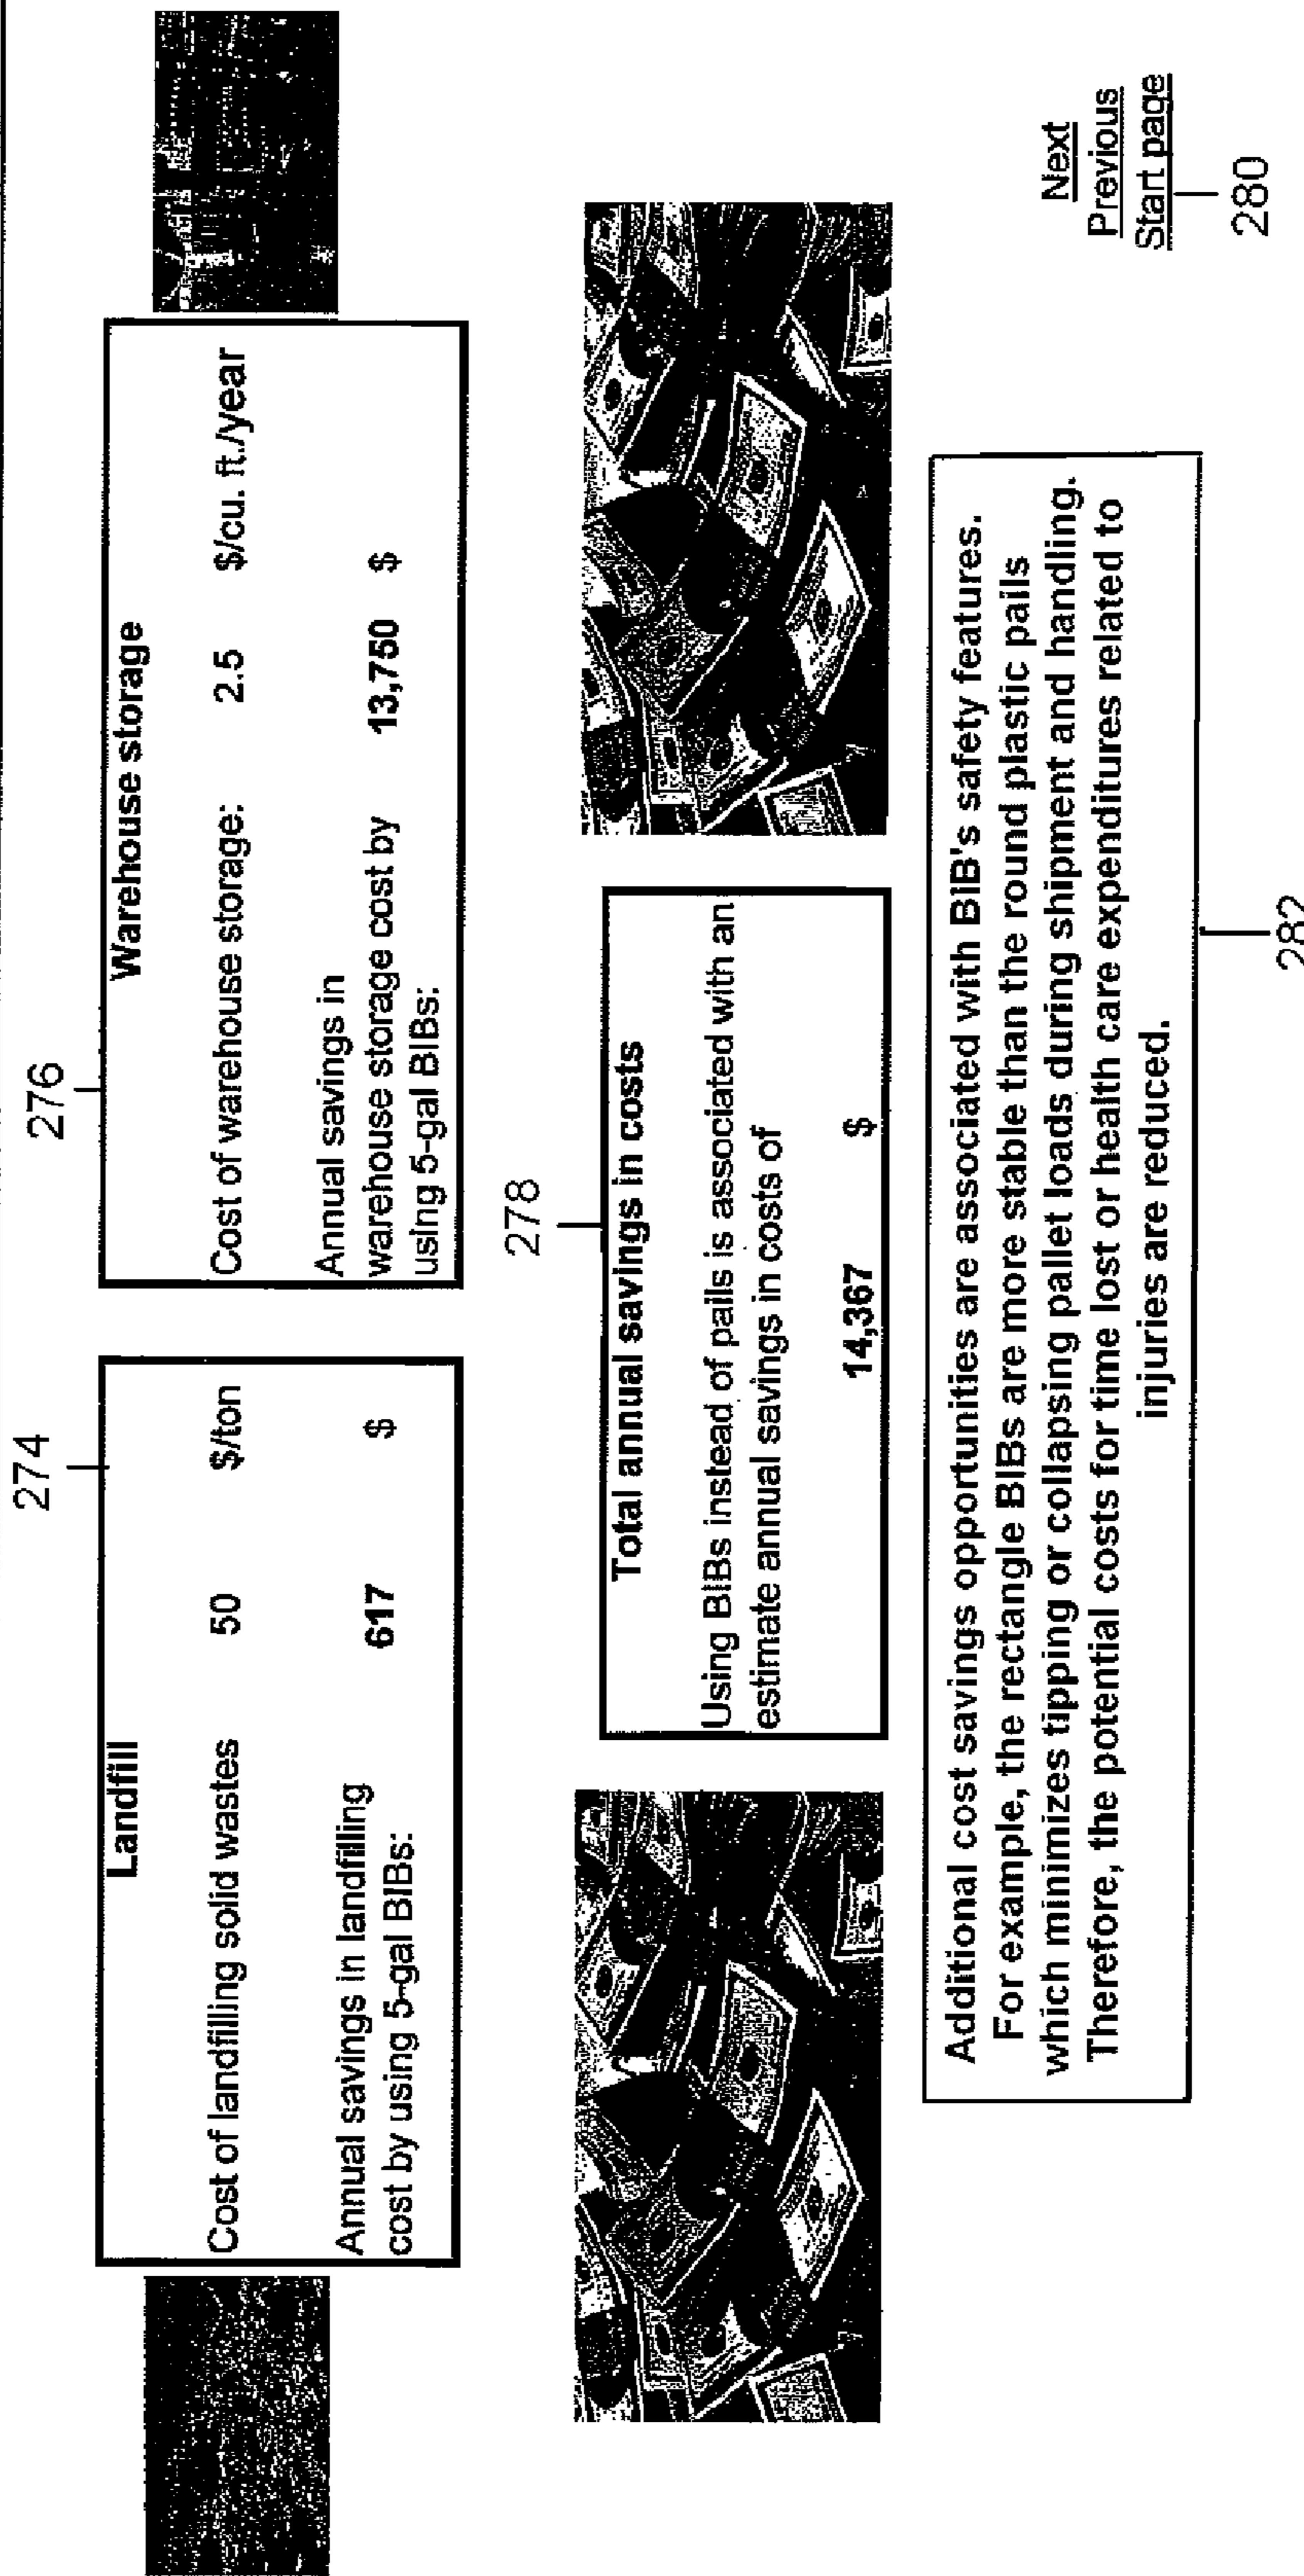 274
Landfill
Cost of landfilling solid wastes 50 $/ton
Annual savings in landfilling
cost by using 5-gal BIBs: 617 $
276
Warehouse storage
Cost of warehouse storage: 2.5 $/cu. ft./year
Annual savings in
warehouse storage cost by 13,750 $
using 5-gal BIBs:
278
Total annual savings in costs
Using BIBs instead of pails is associated with an
estimate annual savings in costs of
14,367 $
Additional cost savings opportunities are associated with BIB's safety features.
For example, the rectangle BIBs are more stable than the round plastic pails
which minimizes tipping or collapsing pallet loads during shipment and handling.
Therefore, the potential costs for time lost or health care expenditures related to
injuries are reduced.
282
Next
Previous
Start page
280